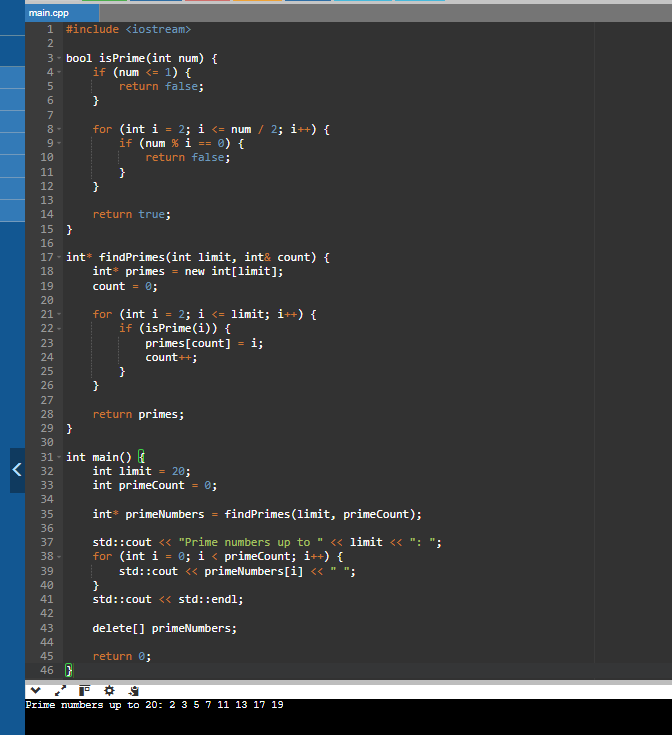 main.cpp
1 #include <iostream>
2
3 bool isPrime(int num) {
4     if (num <= 1) {
5         return false;
6     }
7
8     for (int i = 2; i <= num / 2; i++) {
9         if (num % i == 0) {
10             return false;
11         }
12     }
13
14     return true;
15 }
16
17 int* findPrimes(int limit, int& count) {
18     int* primes = new int[limit];
19     count = 0;
20
21     for (int i = 2; i <= limit; i++) {
22         if (isPrime(i)) {
23             primes[count] = i;
24             count++;
25         }
26     }
27
28     return primes;
29 }
30
31 int main() {
32     int limit = 20;
33     int primeCount = 0;
34
35     int* primeNumbers = findPrimes(limit, primeCount);
36
37     std::cout << "Prime numbers up to " << limit << ": ";
38     for (int i = 0; i < primeCount; i++) {
39         std::cout << primeNumbers[i] << " ";
40     }
41     std::cout << std::endl;
42
43     delete[] primeNumbers;
44
45     return 0;
46 }
Prime numbers up to 20: 2 3 5 7 11 13 17 19